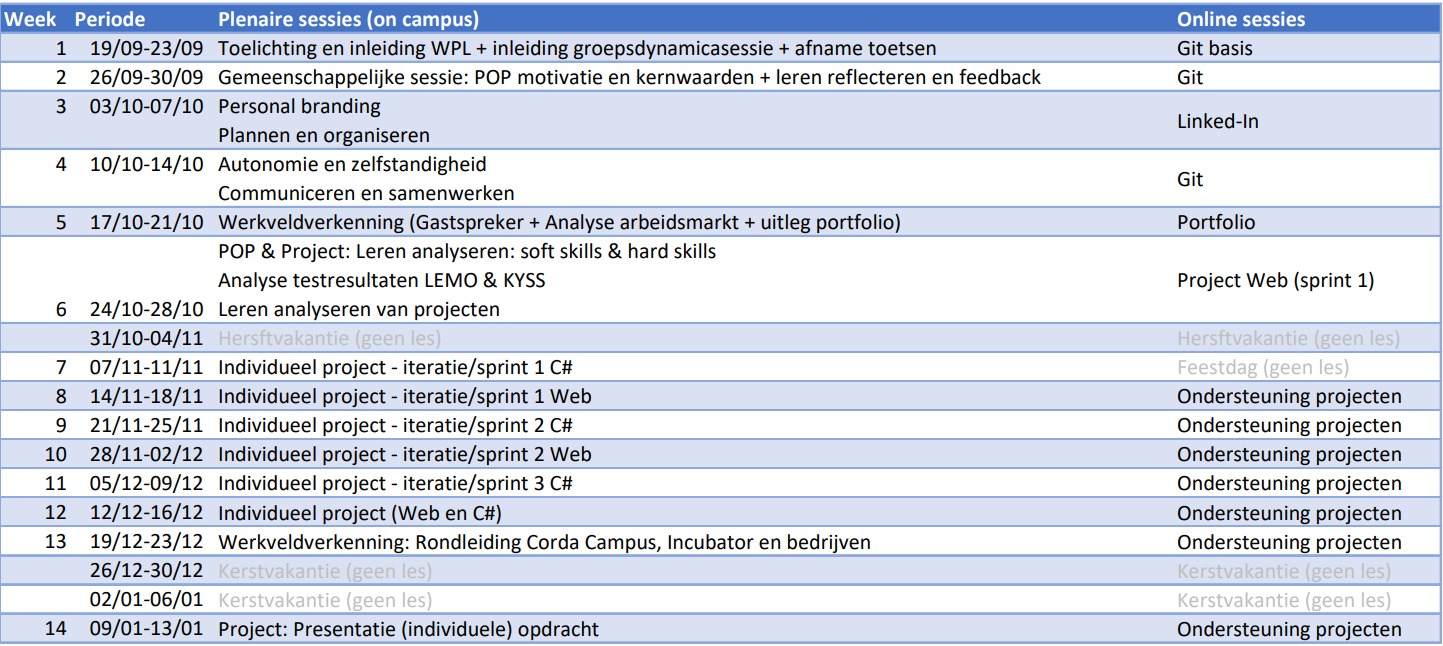 Week Periode Plenaire sessies (on campus) Online sessies
1 19/09-23/09 Toelichting en inleiding WPL + inleiding groepsdynamicasessie + afname toetsen Git basis
2 26/09-30/09 Gemeenschappelijke sessie: POP motivatie en kernwaarden + leren reflecteren en feedback Git
3 03/10-07/10 Personal branding
Plannen en organiseren
Linked-In
4 10/10-14/10 Autonomie en zelfstandigheid
Communiceren en samenwerken
Git
5 17/10-21/10 Werkveldverkenning (Gastspreker + Analyse arbeidsmarkt + uitleg portfolio) Portfolio
POP & Project: Leren analyseren: soft skills & hard skills
Analyse testresultaten LEMO & KYSS Project Web (sprint 1)
6 24/10-28/10 Leren analyseren van projecten
31/10-04/11 Hersftvakantie (geen les) Hersftvakantie (geen les)
7 07/11-11/11 Individueel project - iteratie/sprint 1 C# Feestdag (geen les)
8 14/11-18/11 Individueel project - iteratie/sprint 1 Web Ondersteuning projecten
9 21/11-25/11 Individueel project - iteratie/sprint 2 C# Ondersteuning projecten
10 28/11-02/12 Individueel project - iteratie/sprint 2 Web Ondersteuning projecten
11 05/12-09/12 Individueel project - iteratie/sprint 3 C# Ondersteuning projecten
12 12/12-16/12 Individueel project (Web en C#) Ondersteuning projecten
13 19/12-23/12 Werkveldverkenning: Rondleiding Corda Campus, Incubator en bedrijven Ondersteuning projecten
26/12-30/12 Kerstvakantie (geen les) Kerstvakantie (geen les)
02/01-06/01 Kerstvakantie (geen les) Kerstvakantie (geen les)
14 09/01-13/01 Project: Presentatie (individuele) opdracht Ondersteuning projecten